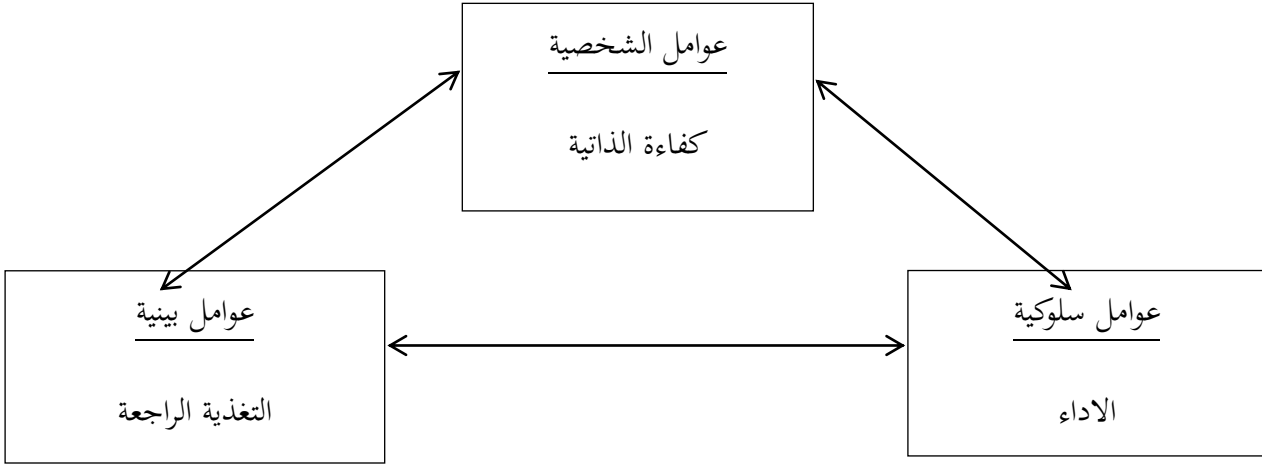 عوامل الشخصية
كفاءة الذاتية
عوامل سلوكية
الاداء
عوامل بينية
التغذية الراجعة